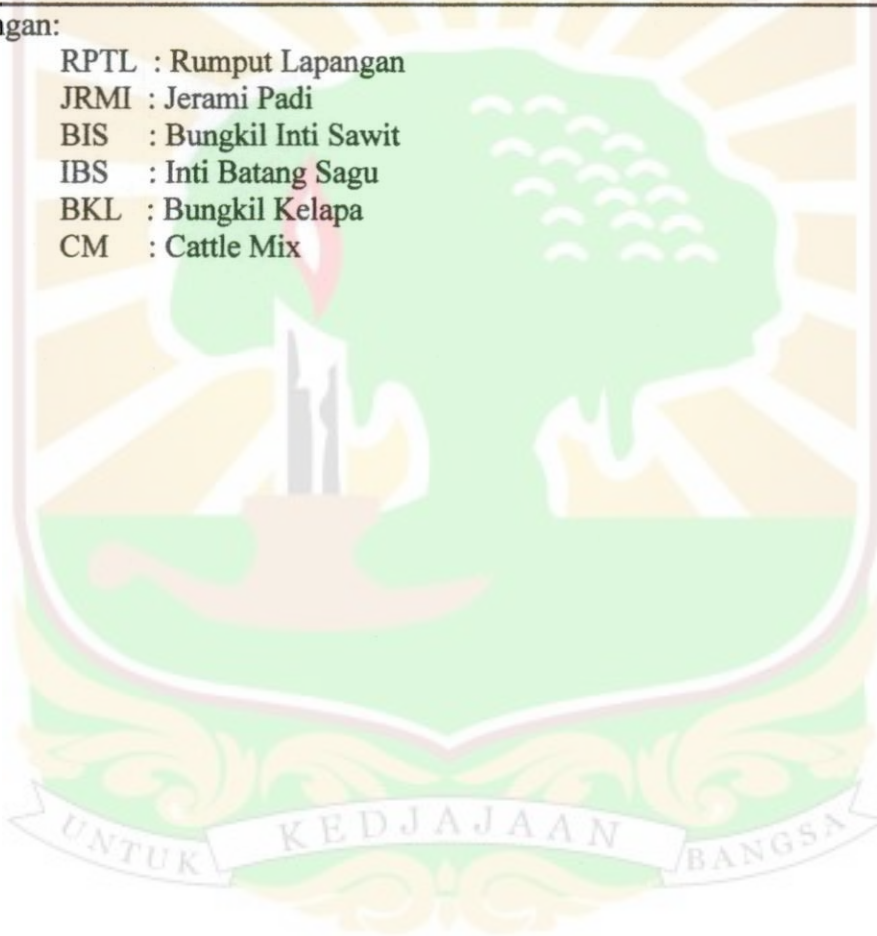 ngan:
RPTL : Rumput Lapangan
JRMI : Jerami Padi
BIS : Bungkil Inti Sawit
IBS : Inti Batang Sagu
BKL : Bungkil Kelapa
CM : Cattle Mix
UNTUK KEDJAJAAN BANGSA